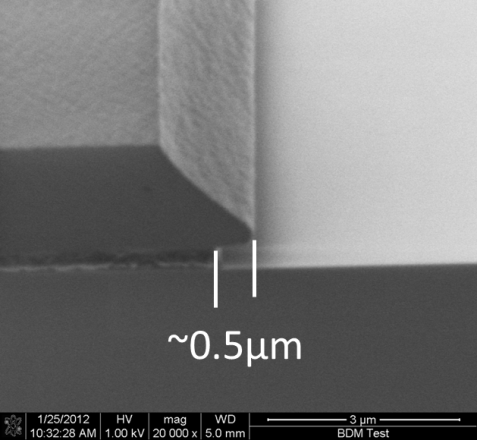 ~0.5µm
1/25/2012 HV mag WD 3 µm
10:32:28 AM 1.00 kV 20 000 x 5.0 mm BDM Test